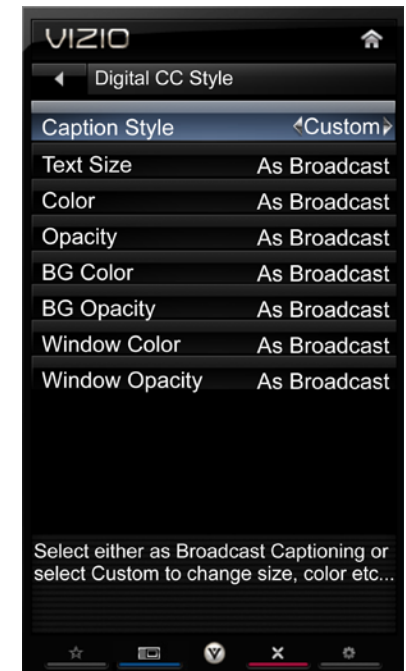 VIZIO
Digital CC Style
Caption Style Custom
Text Size As Broadcast
Color As Broadcast
Opacity As Broadcast
BG Color As Broadcast
BG Opacity As Broadcast
Window Color As Broadcast
Window Opacity As Broadcast
Select either as Broadcast Captioning or
select Custom to change size, color etc...
V